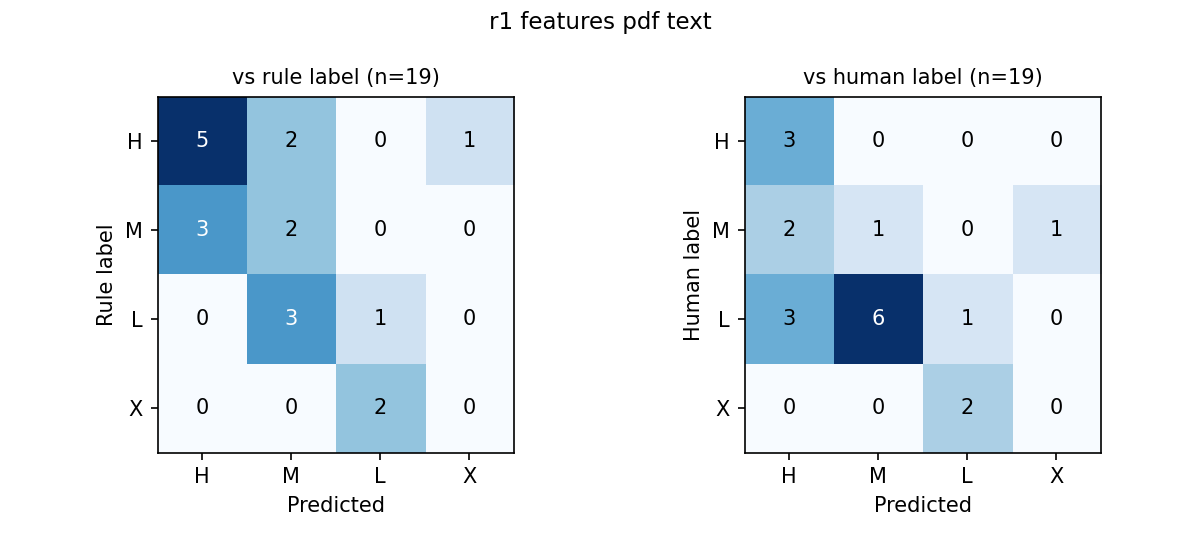 r1 features pdf text
vs rule label (n=19)
Rule label
H 5 2 0 1
M 3 2 0 0
L 0 3 1 0
X 0 0 2 0
H M L X
Predicted
vs human label (n=19)
Human label
H 3 0 0 0
M 2 1 0 1
L 3 6 1 0
X 0 0 2 0
H M L X
Predicted